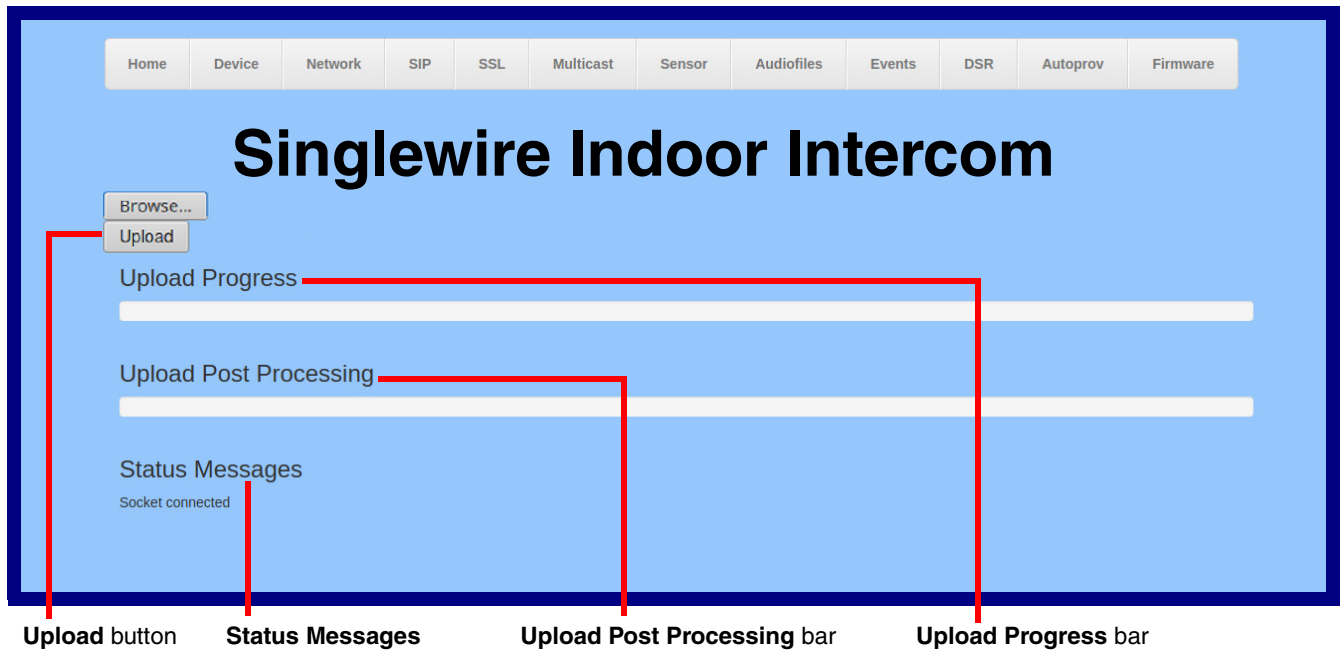 Home Device Network SIP SSL Multicast Sensor Audiofiles Events DSR Autoprov Firmware
Singlewire Indoor Intercom
Browse...
Upload
Upload Progress
Upload Post Processing
Status Messages
Socket connected
Upload button Status Messages Upload Post Processing bar Upload Progress bar